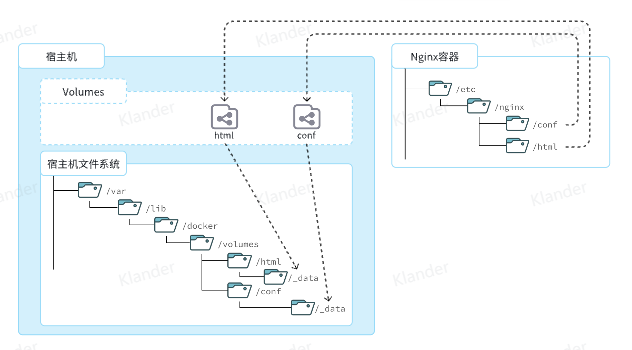 宿主机
Nginx容器
Volumes
html
conf
/etc
/nginx
/conf
/html
宿主机文件系统
/var
/lib
/docker
/volumes
/html
/_data
/conf
/_data
Klander
Klander
Klander
Klander
Klander
Klander
Klander
Klander